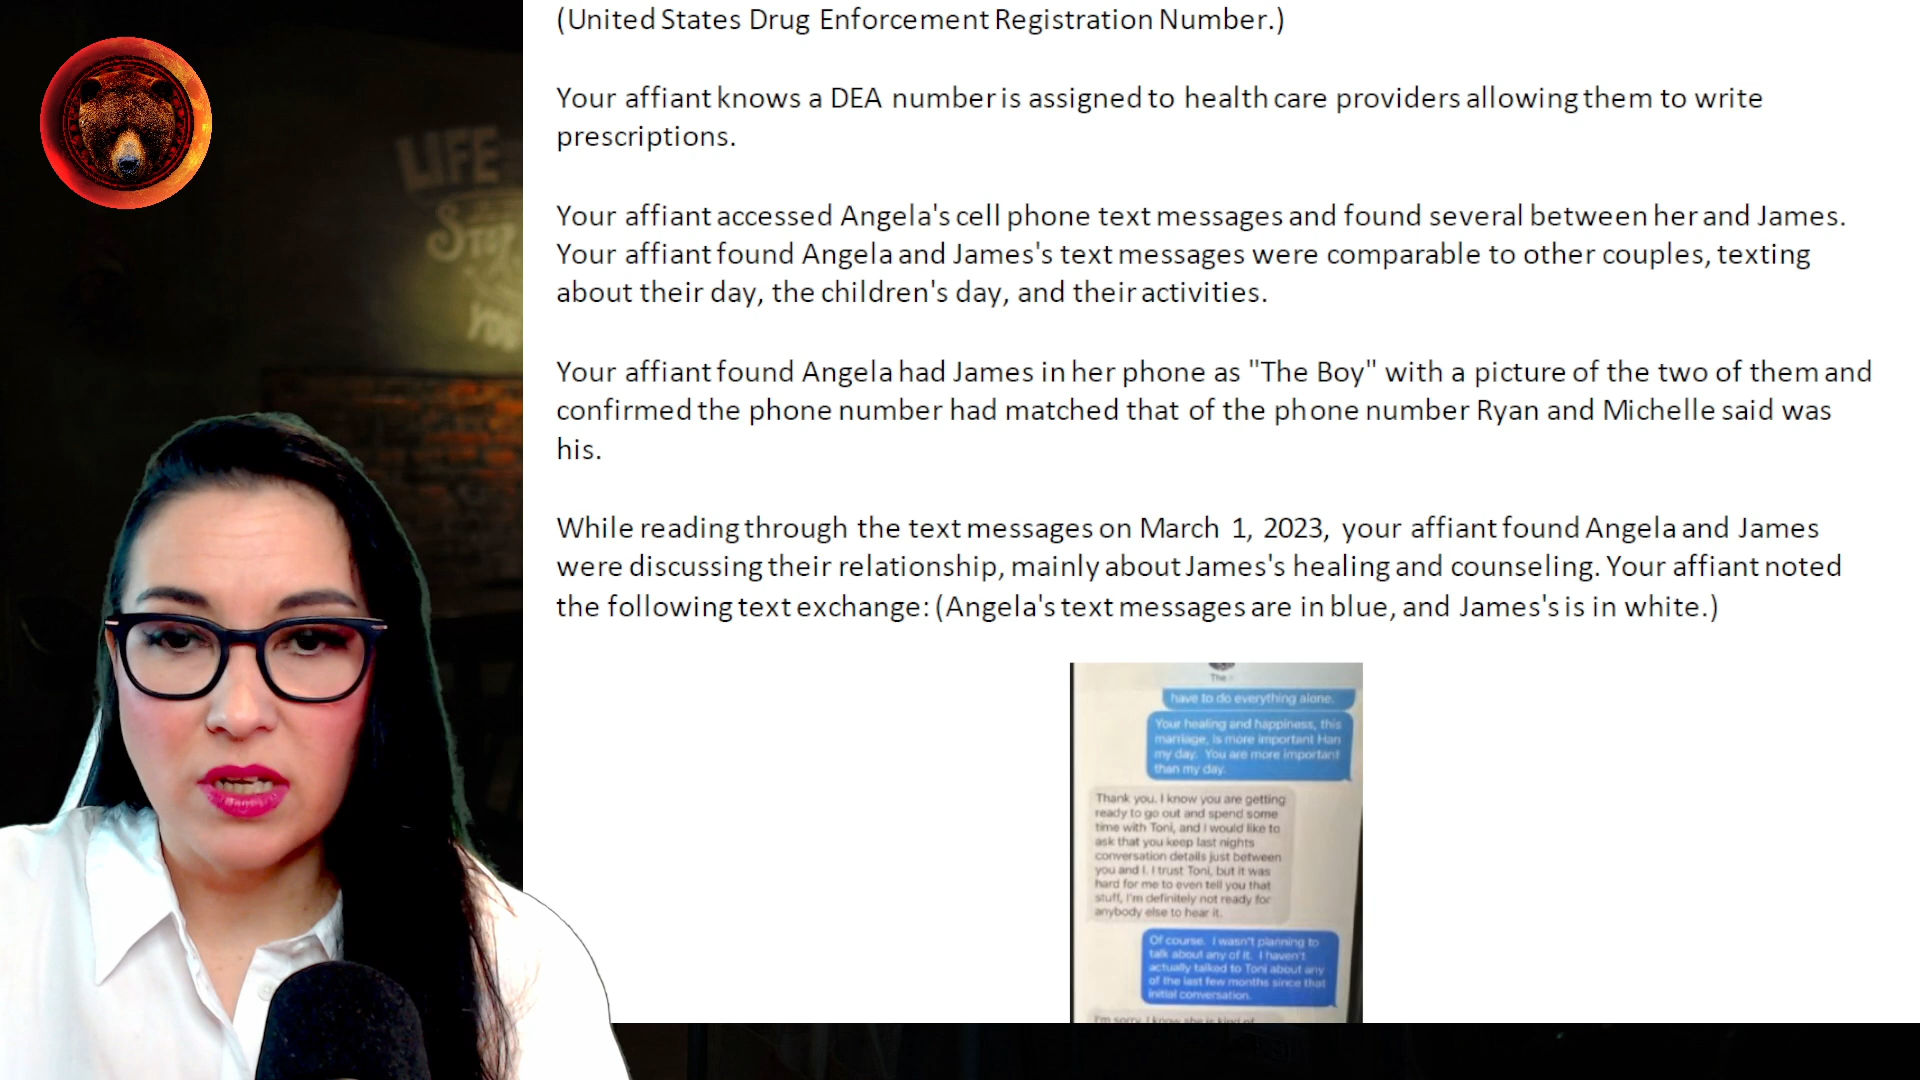 LIFE
(United States Drug Enforcement Registration Number.)
Your affiant knows a DEA number is assigned to health care providers allowing them to write
prescriptions.
Your affiant accessed Angela's cell phone text messages and found several between her and James.
Your affiant found Angela and James's text messages were comparable to other couples, texting
about their day, the children's day, and their activities.
Your affiant found Angela had James in her phone as "The Boy" with a picture of the two of them and
confirmed the phone number had matched that of the phone number Ryan and Michelle said was
his.
While reading through the text messages on March 1, 2023, your affiant found Angela and James
were discussing their relationship, mainly about James's healing and counseling. Your affiant noted
the following text exchange: (Angela's text messages are in blue, and James's is in white.)
The
have to do everything alone.
Your healing and happiness, this
marriage, is more important Han
my day. You are more important
than my day.
Thank you. I know you are getting
ready to go out and spend some
time with Toni, and I would like to
ask that you keep last nights
conversation details just between
you and I. I trust Toni, but it was
hard for me to even tell you that
stuff, I'm definitely not ready for
anybody else to hear it.
Of course. I wasn't planning to
talk about any of it. I haven't
actually talked to Toni about any
of the last few months since that
initial conversation.
I'm sorry, I know she is kind of